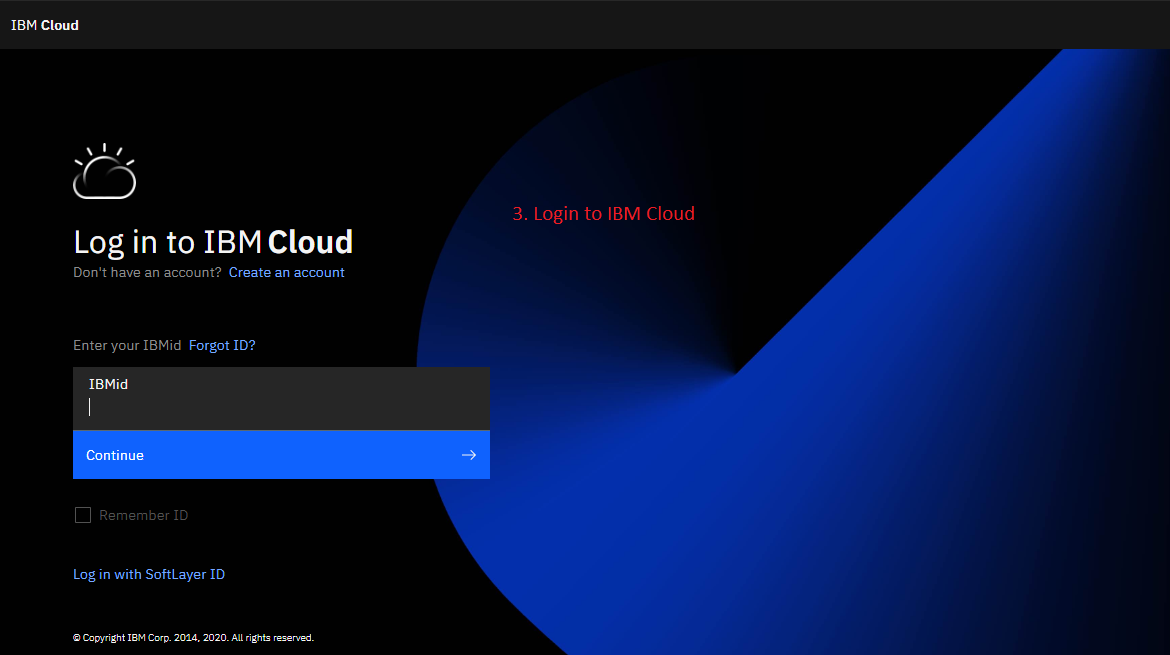 IBM Cloud
3. Login to IBM Cloud
Log in to IBM Cloud
Don't have an account? Create an account
Enter your IBMid Forgot ID?
IBMid
Continue
Remember ID
Log in with SoftLayer ID
© Copyright IBM Corp. 2014, 2020. All rights reserved.